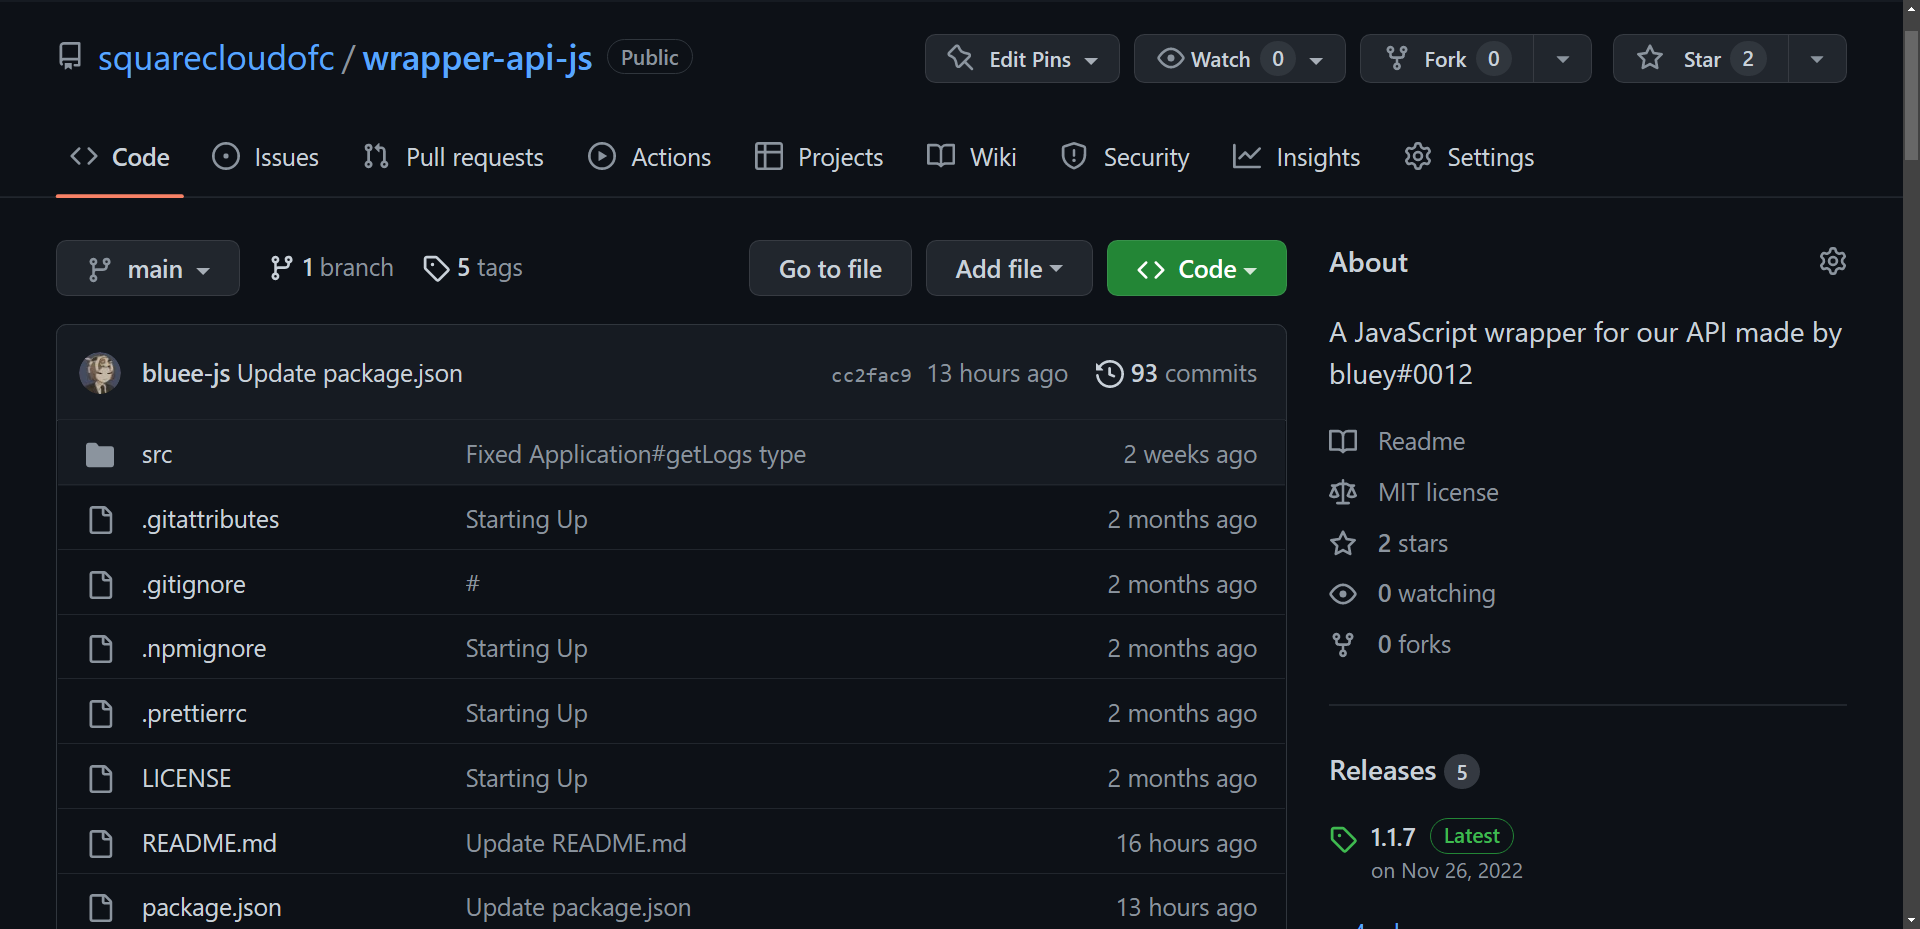 squarecloudofc / wrapper-api-js Public
Edit Pins Watch 0 Fork 0 Star 2
Code Issues Pull requests Actions Projects Wiki Security Insights Settings
main 1 branch 5 tags Go to file Add file Code
bluee-js Update package.json cc2fac9 13 hours ago 93 commits
src Fixed Application#getLogs type 2 weeks ago
.gitattributes Starting Up 2 months ago
.gitignore # 2 months ago
.npmignore Starting Up 2 months ago
.prettierrc Starting Up 2 months ago
LICENSE Starting Up 2 months ago
README.md Update README.md 16 hours ago
package.json Update package.json 13 hours ago
About
A JavaScript wrapper for our API made by
bluey#0012
Readme
MIT license
2 stars
0 watching
0 forks
Releases 5
1.1.7 Latest
on Nov 26, 2022